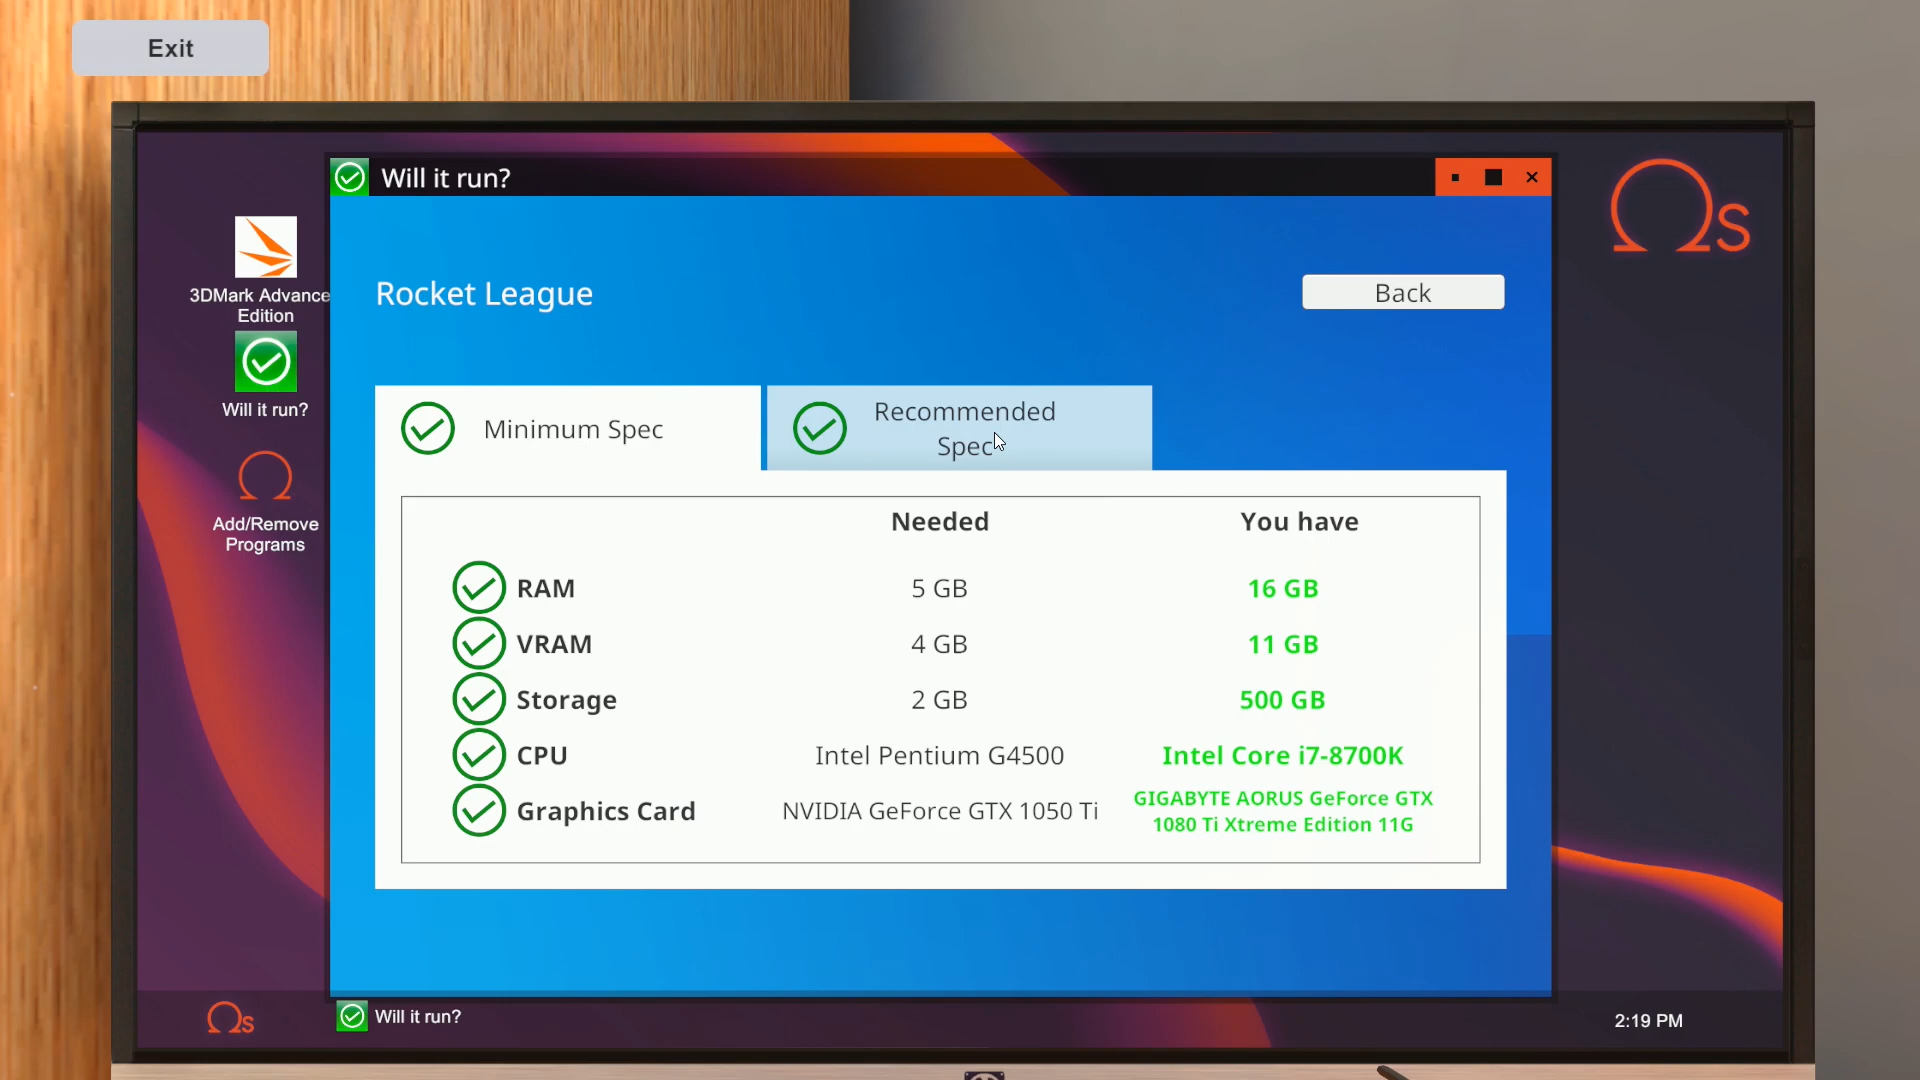 Exit
Will it run?
Ωs
3DMark Advance
Edition
Will it run?
Add/Remove
Programs
Rocket League
Back
Minimum Spec
Recommended
Spec
Needed
You have
RAM
5 GB
16 GB
VRAM
4 GB
11 GB
Storage
2 GB
500 GB
CPU
Intel Pentium G4500
Intel Core i7-8700K
Graphics Card
NVIDIA GeForce GTX 1050 Ti
GIGABYTE AORUS GeForce GTX
1080 Ti Xtreme Edition 11G
Ωs
Will it run?
2:19 PM